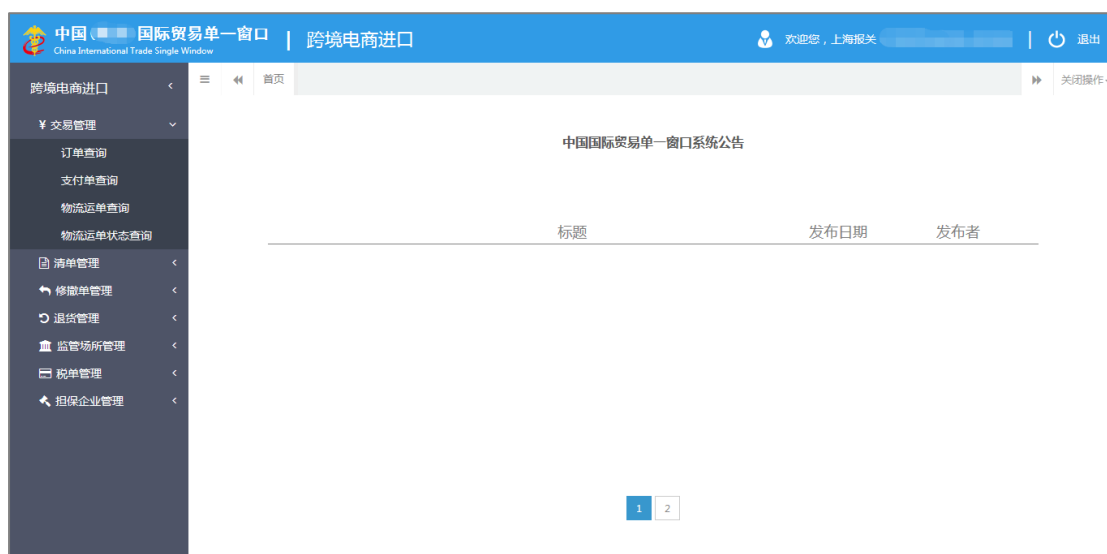 中国( 国际贸易单一窗口 | 跨境电商进口
China International Trade Single Window
欢迎您，上海报关
退出
跨境电商进口
首页
关闭操作
¥ 交易管理
订单查询
支付单查询
物流运单查询
物流运单状态查询
清单管理
修撤单管理
退货管理
监管场所管理
税单管理
担保企业管理
中国国际贸易单一窗口系统公告
标题 发布日期 发布者
1 2